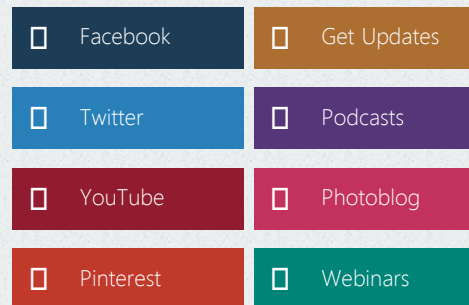 Facebook
Get Updates
Twitter
Podcasts
YouTube
Photoblog
Pinterest
Webinars